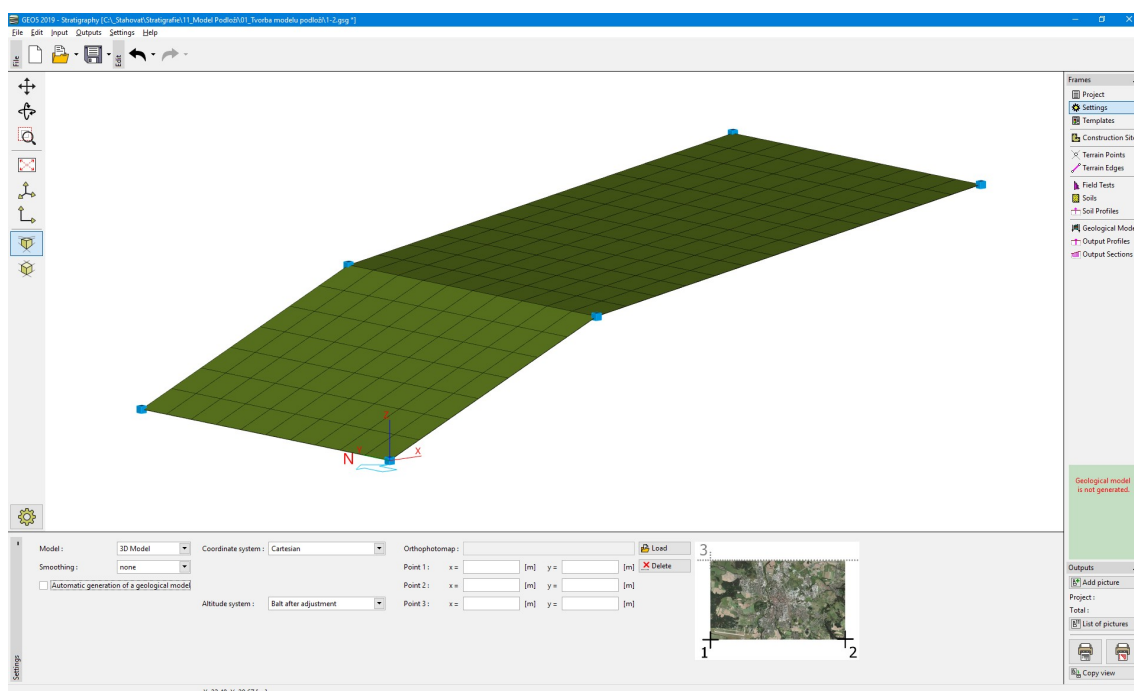 GEO5 2019 - Stratigraphy [C:\_Stahovat\Stratigrafie\11_Model Podloží\01_Tvorba modelu podloží\1-2.gsg *]
File Edit Input Outputs Settings Help
File
Edit
Frames
Project
Settings
Templates
Construction Site
Terrain Points
Terrain Edges
Field Tests
Soils
Soil Profiles
Geological Mode
Output Profiles
Output Sections
N
x
Geological model
is not generated.
Model : 3D Model Coordinate system : Cartesian Orthophotomap : Load
Smoothing : none Point 1 : x = [m] y = [m] Delete
Automatic generation of a geological model Point 2 : x = [m] y = [m]
Altitude system : Balt after adjustment Point 3 : x = [m] y = [m]
3
1 2
Settings
Outputs
Add picture
Project :
Total :
List of pictures
Copy view